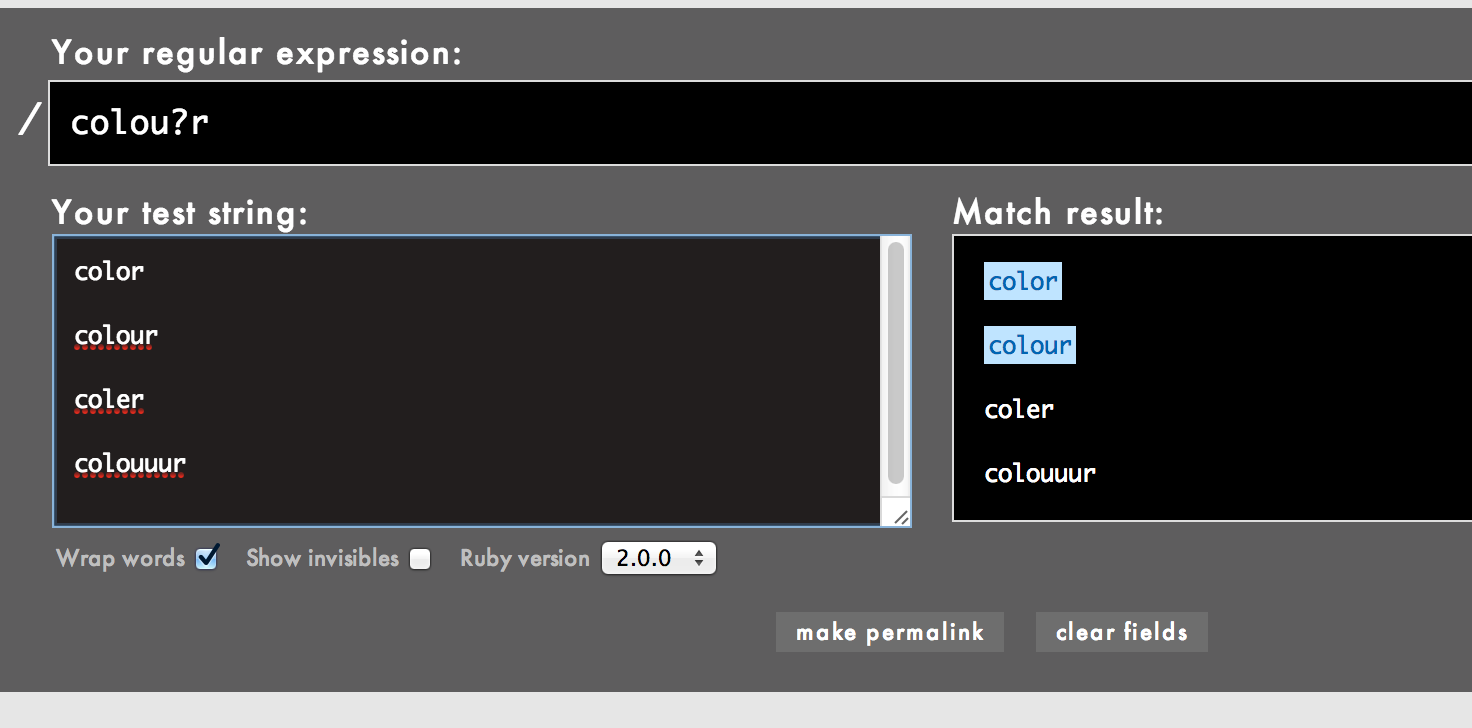 Your regular expression:
/ colou?r
Your test string:
color
colour
coler
colouuur
Match result:
color
colour
coler
colouuur
Wrap words Show invisibles Ruby version 2.0.0
make permalink clear fields